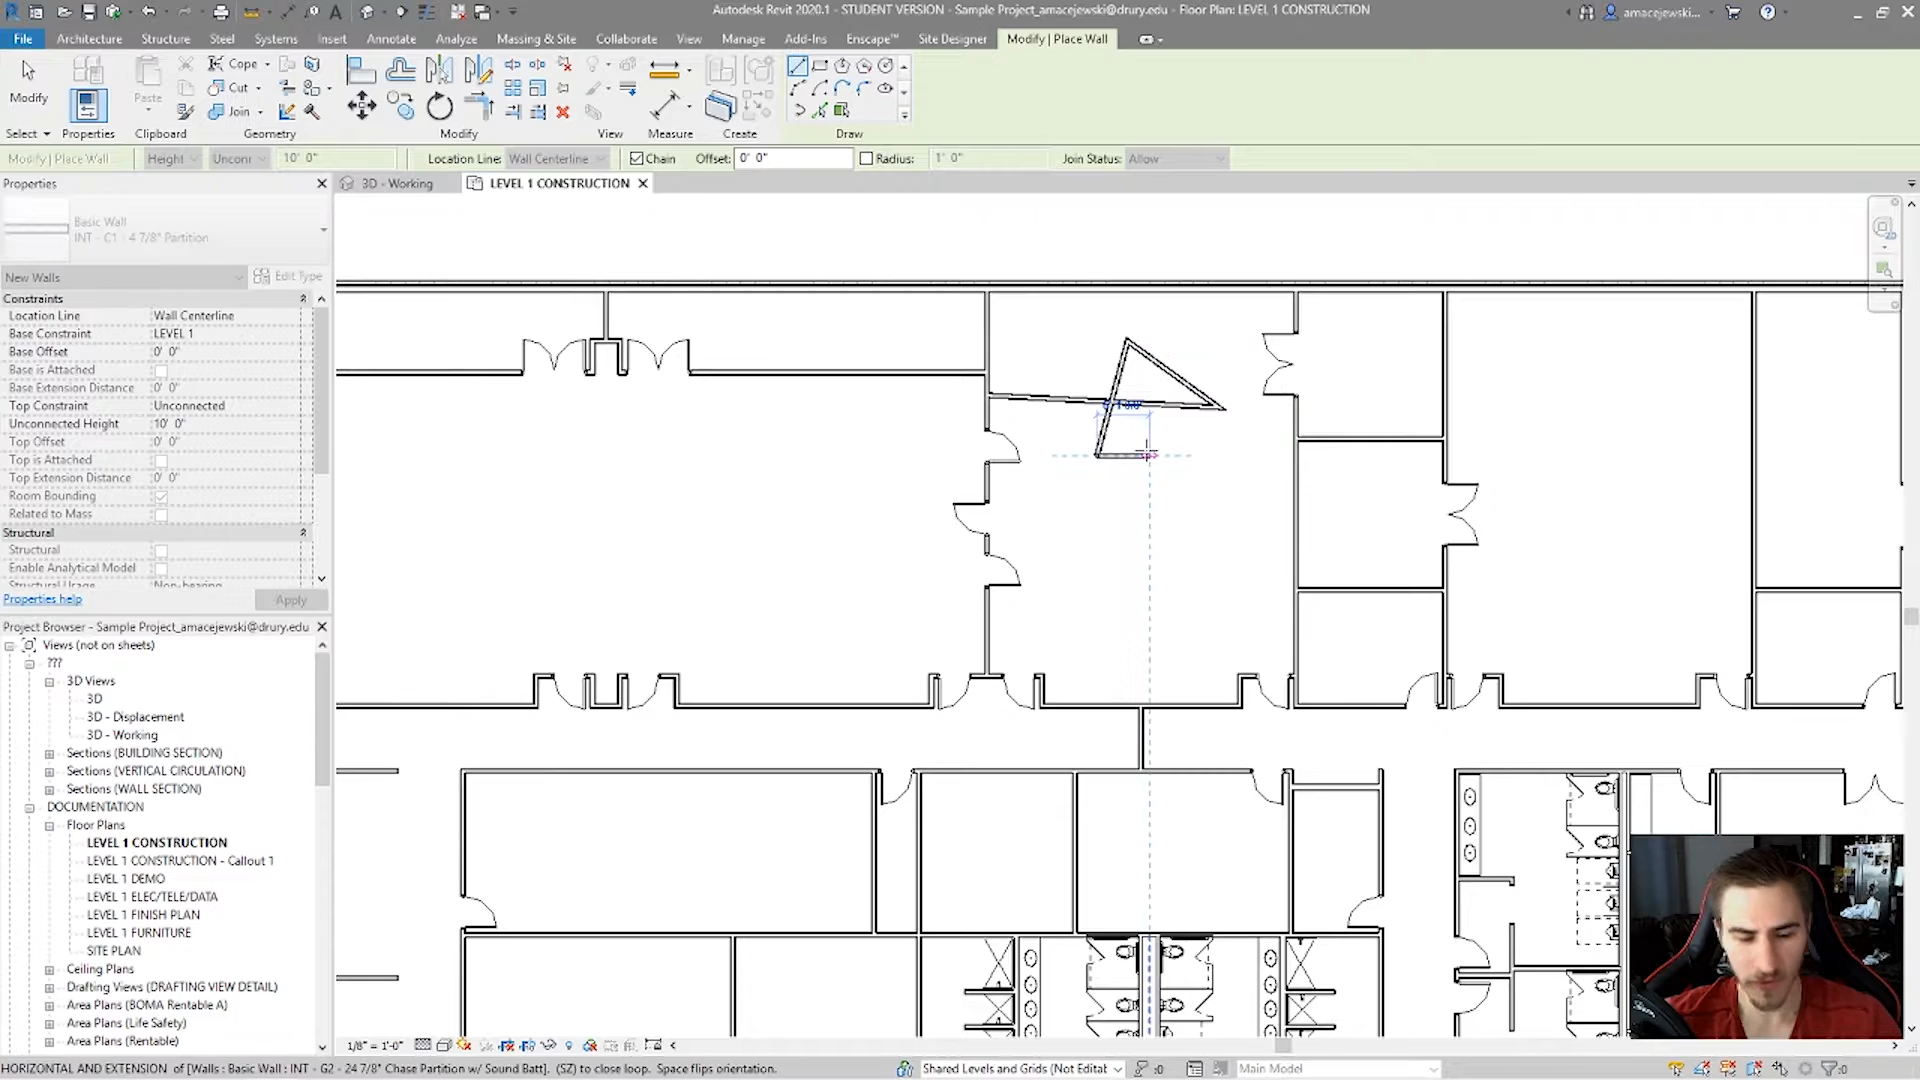 Autodesk Revit 2020.1 - STUDENT VERSION - Sample Project_amacejewski@drury.edu - Floor Plan: LEVEL 1 CONSTRUCTION
amacejewski...
File Architecture Structure Steel Systems Insert Annotate Analyze Massing & Site Collaborate View Manage Add-Ins Enscape™ Site Designer Modify | Place Wall
Modify
Paste
Cope
Cut
Join
Select Properties Clipboard Geometry Modify View Measure Create Draw
Modify | Place Wall Height Unconr 10' 0" Location Line: Wall Centerline Chain Offset: 0' 0" Radius: 1' 0" Join Status: Allow
Properties
3D - Working
LEVEL 1 CONSTRUCTION
Basic Wall
INT - C1 - 4 7/8" Partition
New Walls Edit Type
Constraints
Location Line Wall Centerline
Base Constraint LEVEL 1
Base Offset 0' 0"
Base is Attached
Base Extension Distance 0' 0"
Top Constraint Unconnected
Unconnected Height 10' 0"
Top Offset 0' 0"
Top is Attached
Top Extension Distance 0' 0"
Room Bounding
Related to Mass
Structural
Structural
Enable Analytical Model
Structural Usage Non-bearing
Properties help Apply
Project Browser - Sample Project_amacejewski@drury.edu
Views (not on sheets)
???
3D Views
3D
3D - Displacement
3D - Working
Sections (BUILDING SECTION)
Sections (VERTICAL CIRCULATION)
Sections (WALL SECTION)
DOCUMENTATION
Floor Plans
LEVEL 1 CONSTRUCTION
LEVEL 1 CONSTRUCTION - Callout 1
LEVEL 1 DEMO
LEVEL 1 ELEC/TELE/DATA
LEVEL 1 FINISH PLAN
LEVEL 1 FURNITURE
SITE PLAN
Ceiling Plans
Drafting Views (DRAFTING VIEW DETAIL)
Area Plans (BOMA Rentable A)
Area Plans (Life Safety)
Area Plans (Rentable)
1/8" = 1'-0"
HORIZONTAL AND EXTENSION of [Walls : Basic Wall : INT - G2 - 24 7/8" Chase Partition w/ Sound Batt]. (SZ) to close loop. Space flips orientation.
Shared Levels and Grids (Not Editat
:0
Main Model
:0